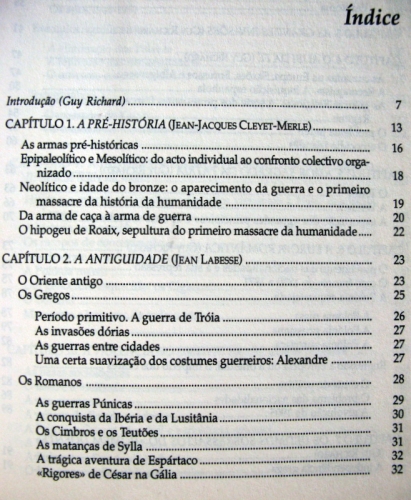 Índice
Introdução (Guy Richard) 7
CAPÍTULO 1. A PRÉ-HISTÓRIA (JEAN-JACQUES CLEYET-MERLE) 13
As armas pré-históricas 16
Epipaleolítico e Mesolítico: do acto individual ao confronto colectivo orga-
nizado 18
Neolítico e idade do bronze: o aparecimento da guerra e o primeiro
massacre da história da humanidade 19
Da arma de caça à arma de guerra 20
O hipogeu de Roaix, sepultura do primeiro massacre da humanidade 22
CAPÍTULO 2. A ANTIGUIDADE (JEAN LABESSE) 23
O Oriente antigo 23
Os Gregos 25
Período primitivo. A guerra de Tróia 26
As invasões dórias 27
As guerras entre cidades 27
Uma certa suavização dos costumes guerreiros: Alexandre 27
Os Romanos 28
As guerras Púnicas 29
A conquista da Ibéria e da Lusitânia 30
Os Cimbros e os Teutões 31
As matanças de Sylla 31
A trágica aventura de Espártaco 32
«Rigores» de César na Gália 32